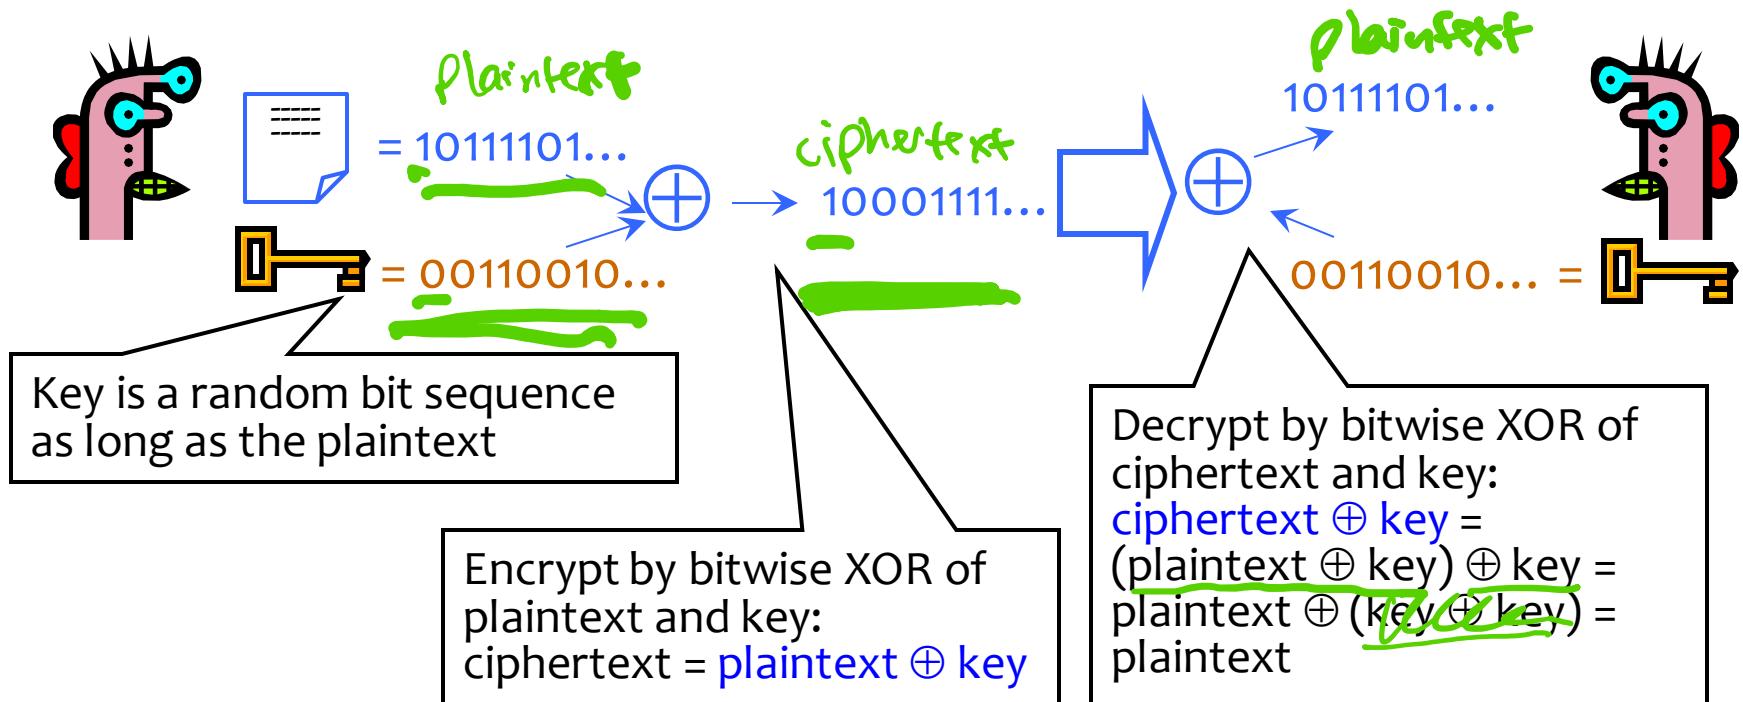 plaintext
plaintext
10111101...
= 10111101...
ciphertext
10001111...
= 00110010...
00110010... =
Key is a random bit sequence
as long as the plaintext
Encrypt by bitwise XOR of
plaintext and key:
ciphertext = plaintext ⊕ key
Decrypt by bitwise XOR of
ciphertext and key:
ciphertext ⊕ key =
(plaintext ⊕ key) ⊕ key =
plaintext ⊕ (key ⊕ key) =
plaintext